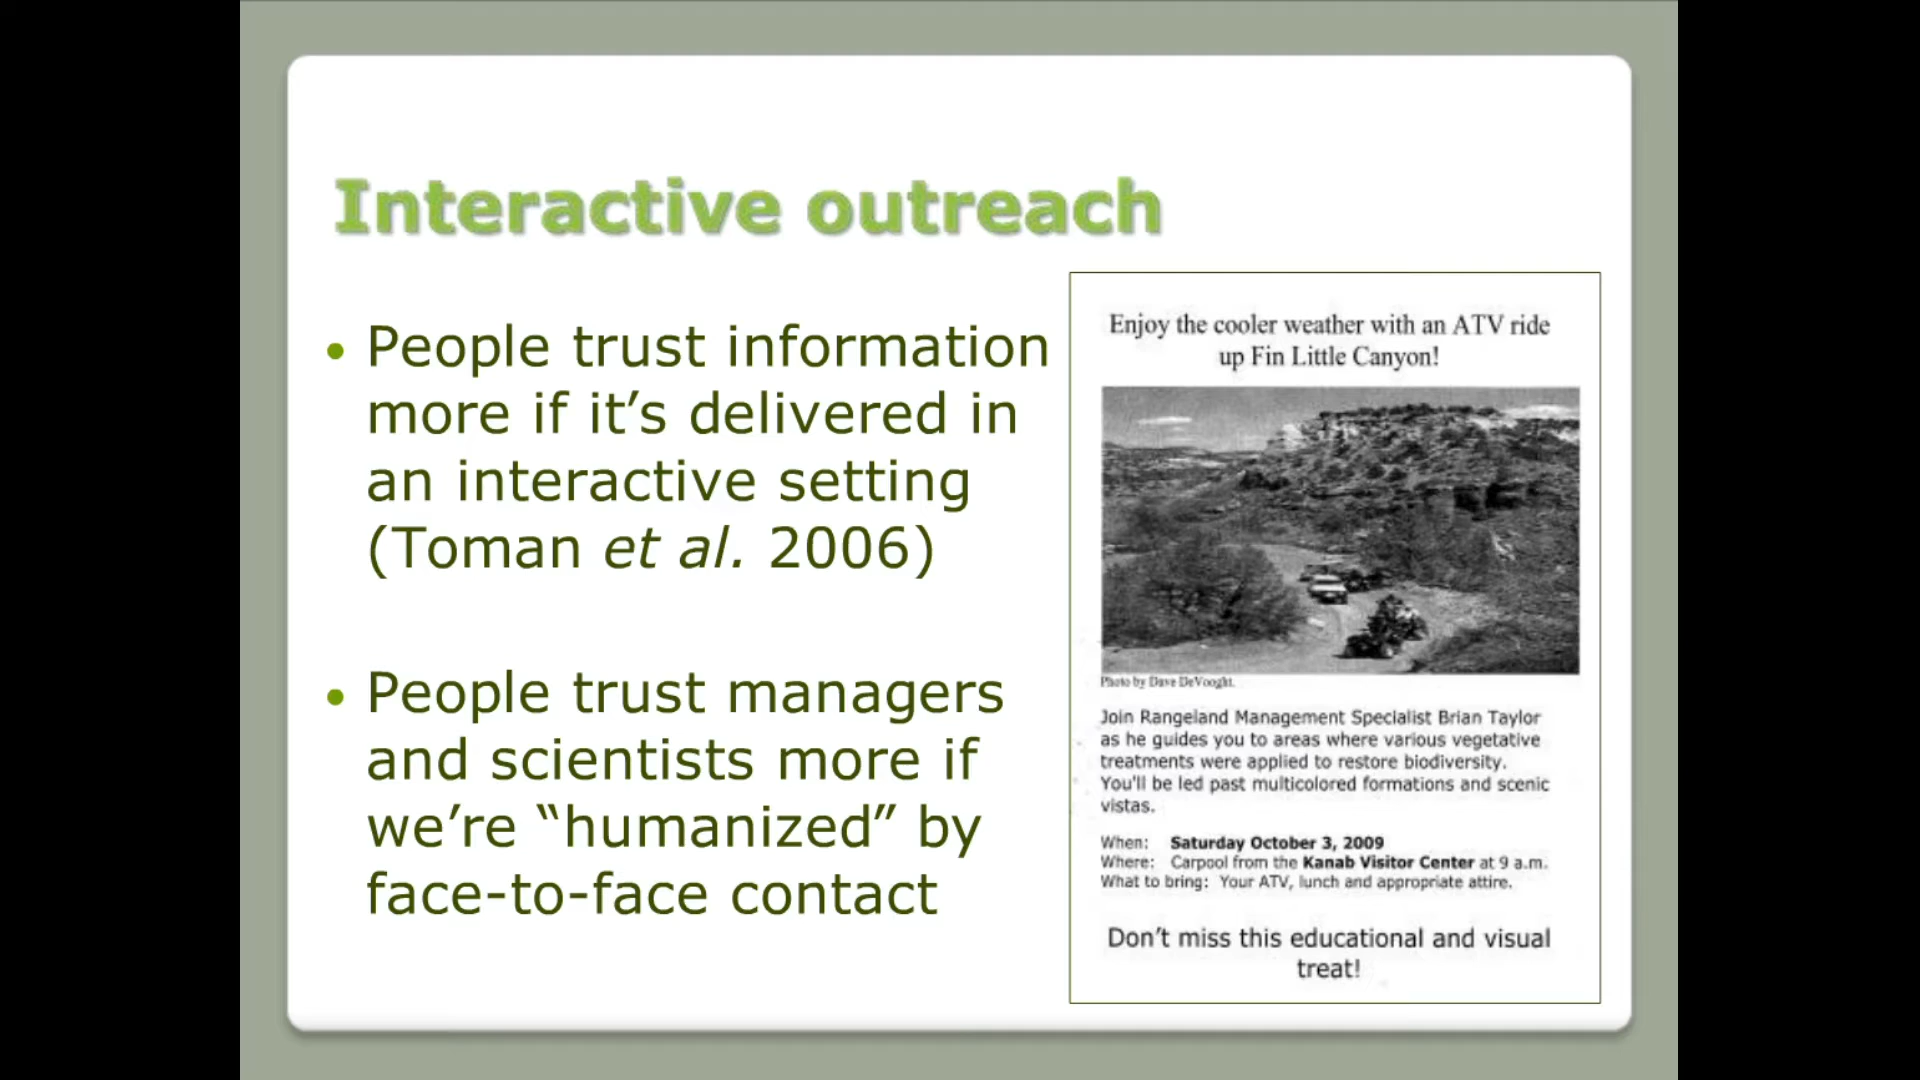 Interactive outreach
• People trust information
more if it’s delivered in
an interactive setting
(Toman et al. 2006)
• People trust managers
and scientists more if
we’re “humanized” by
face-to-face contact
Enjoy the cooler weather with an ATV ride
up Fin Little Canyon!
Photo by Dave DeVooght.
Join Rangeland Management Specialist Brian Taylor
as he guides you to areas where various vegetative
treatments were applied to restore biodiversity.
You'll be led past multicolored formations and scenic
vistas.
When: Saturday October 3, 2009
Where: Carpool from the Kanab Visitor Center at 9 a.m.
What to bring: Your ATV, lunch and appropriate attire.
Don't miss this educational and visual
treat!